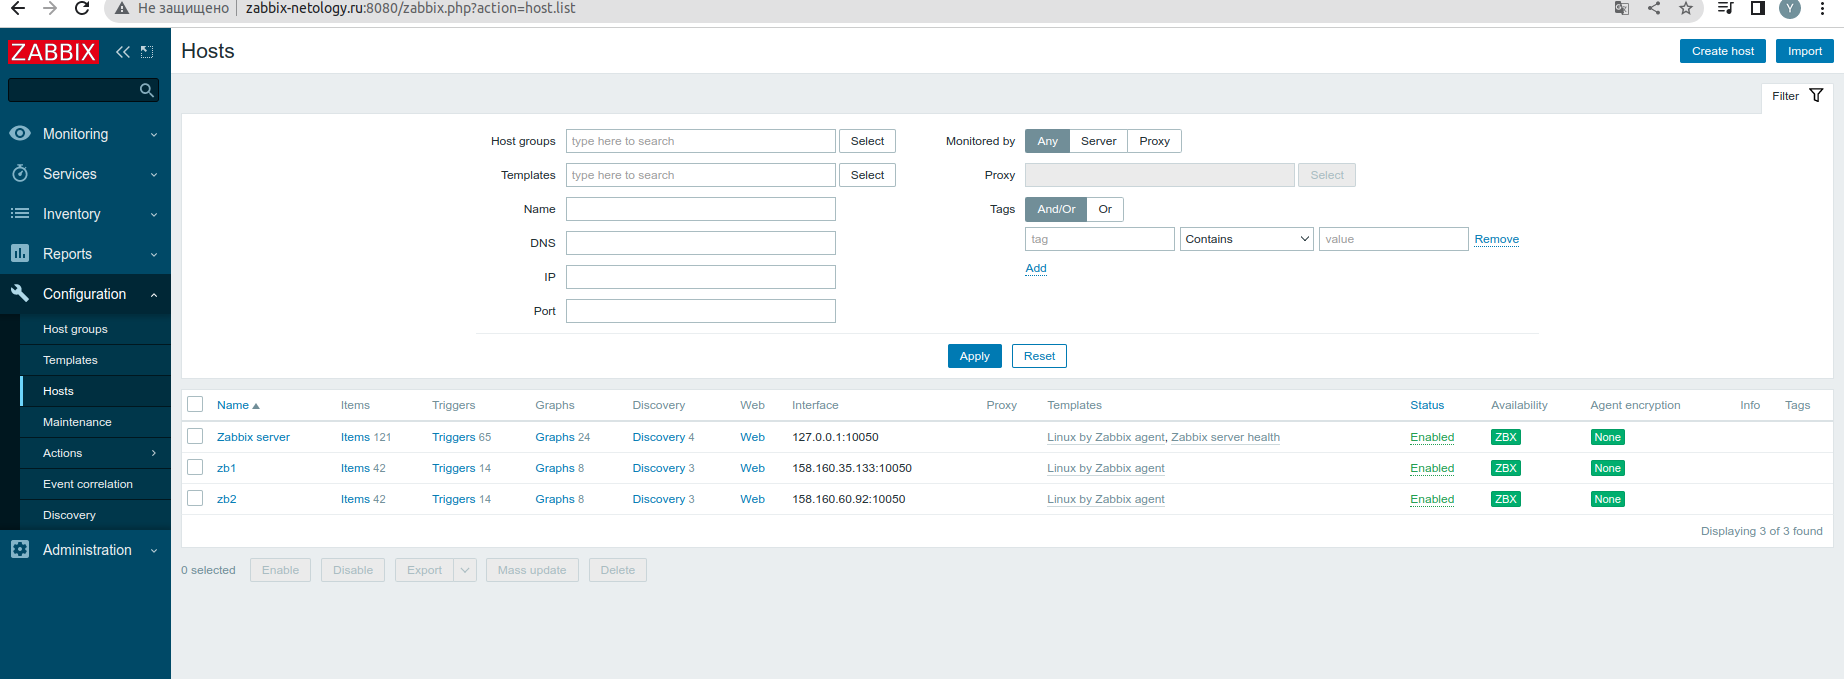 Не защищено zabbix-netology.ru:8080/zabbix.php?action=host.list Y
ZABBIX
Hosts Create host Import
Filter
Monitoring
Services
Inventory
Reports
Configuration
Host groups
Templates
Hosts
Maintenance
Actions
Event correlation
Discovery
Administration
Host groups type here to search Select Monitored by Any Server Proxy
Templates type here to search Select Proxy Select
Name Tags And/Or Or
DNS tag Contains value Remove
IP Add
Port
Apply Reset
Name Items Triggers Graphs Discovery Web Interface Proxy Templates Status Availability Agent encryption Info Tags
Zabbix server Items 121 Triggers 65 Graphs 24 Discovery 4 Web 127.0.0.1:10050 Linux by Zabbix agent, Zabbix server health Enabled ZBX None
zb1 Items 42 Triggers 14 Graphs 8 Discovery 3 Web 158.160.35.133:10050 Linux by Zabbix agent Enabled ZBX None
zb2 Items 42 Triggers 14 Graphs 8 Discovery 3 Web 158.160.60.92:10050 Linux by Zabbix agent Enabled ZBX None
Displaying 3 of 3 found
0 selected Enable Disable Export Mass update Delete